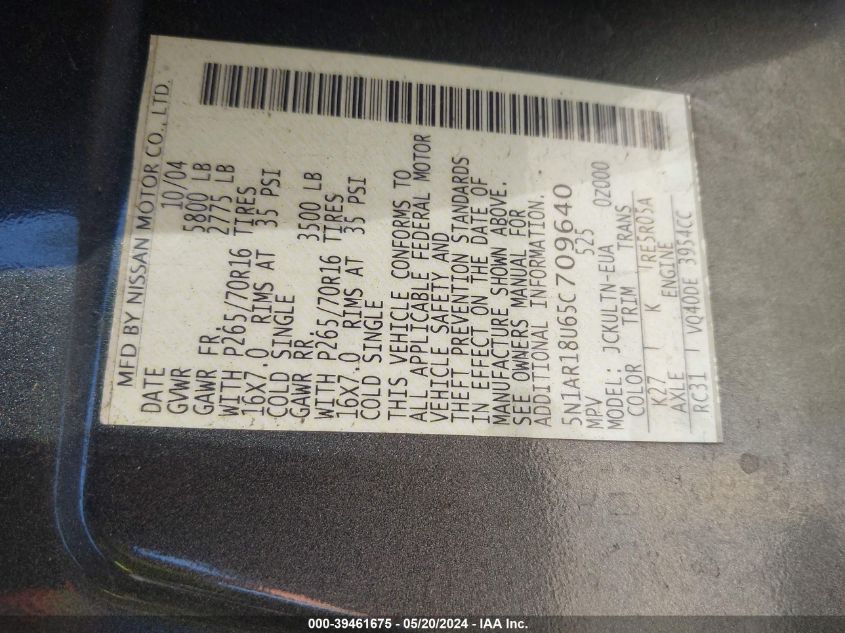 MFD BY NISSAN MOTOR CO., LTD.
DATE 10/04
GVWR 5800 LB
GAWR FR. 2775 LB
WITH P265/70R16 TIRES
16X7.0 RIMS AT 35 PSI
COLD SINGLE
GAWR RR. 3500 LB
WITH P265/70R16 TIRES
16X7.0 RIMS AT 35 PSI
COLD SINGLE
THIS VEHICLE CONFORMS TO
ALL APPLICABLE FEDERAL MOTOR
VEHICLE SAFETY AND
THEFT PREVENTION STANDARDS
IN EFFECT ON THE DATE OF
MANUFACTURE SHOWN ABOVE.
SEE OWNERS MANUAL FOR
ADDITIONAL INFORMATION.
5N1AR18U65C709640
MPV 525 02000
MODEL: JCKULTN-EUA
COLOR TRIM TRANS
K27 K RE5R05A
AXLE ENGINE
RC31 VQ40DE 3954CC
000-39461675 - 05/20/2024 - IAA Inc.